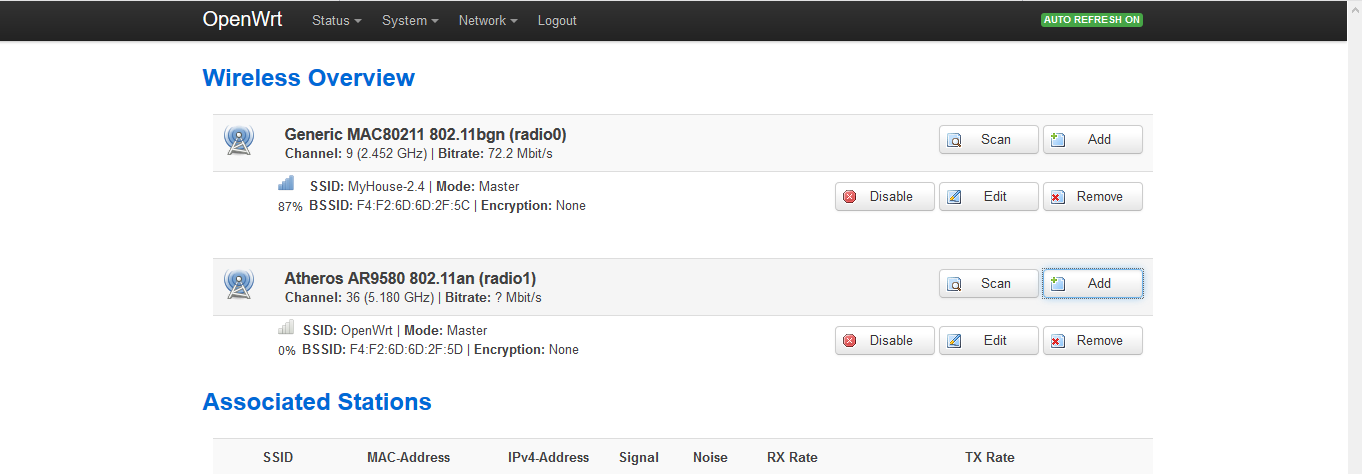 OpenWrt Status System Network Logout AUTO REFRESH ON
Wireless Overview
Generic MAC80211 802.11bgn (radio0)
Channel: 9 (2.452 GHz) | Bitrate: 72.2 Mbit/s
Scan Add
SSID: MyHouse-2.4 | Mode: Master
87% BSSID: F4:F2:6D:6D:2F:5C | Encryption: None
Disable Edit Remove
Atheros AR9580 802.11an (radio1)
Channel: 36 (5.180 GHz) | Bitrate: ? Mbit/s
Scan Add
SSID: OpenWrt | Mode: Master
0% BSSID: F4:F2:6D:6D:2F:5D | Encryption: None
Disable Edit Remove
Associated Stations
SSID MAC-Address IPv4-Address Signal Noise RX Rate TX Rate